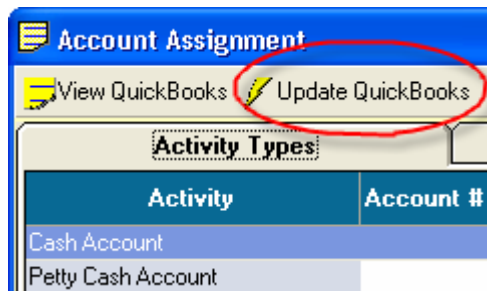 Account Assignment
View QuickBooks Update QuickBooks
Activity Types
Activity Account #
Cash Account
Petty Cash Account